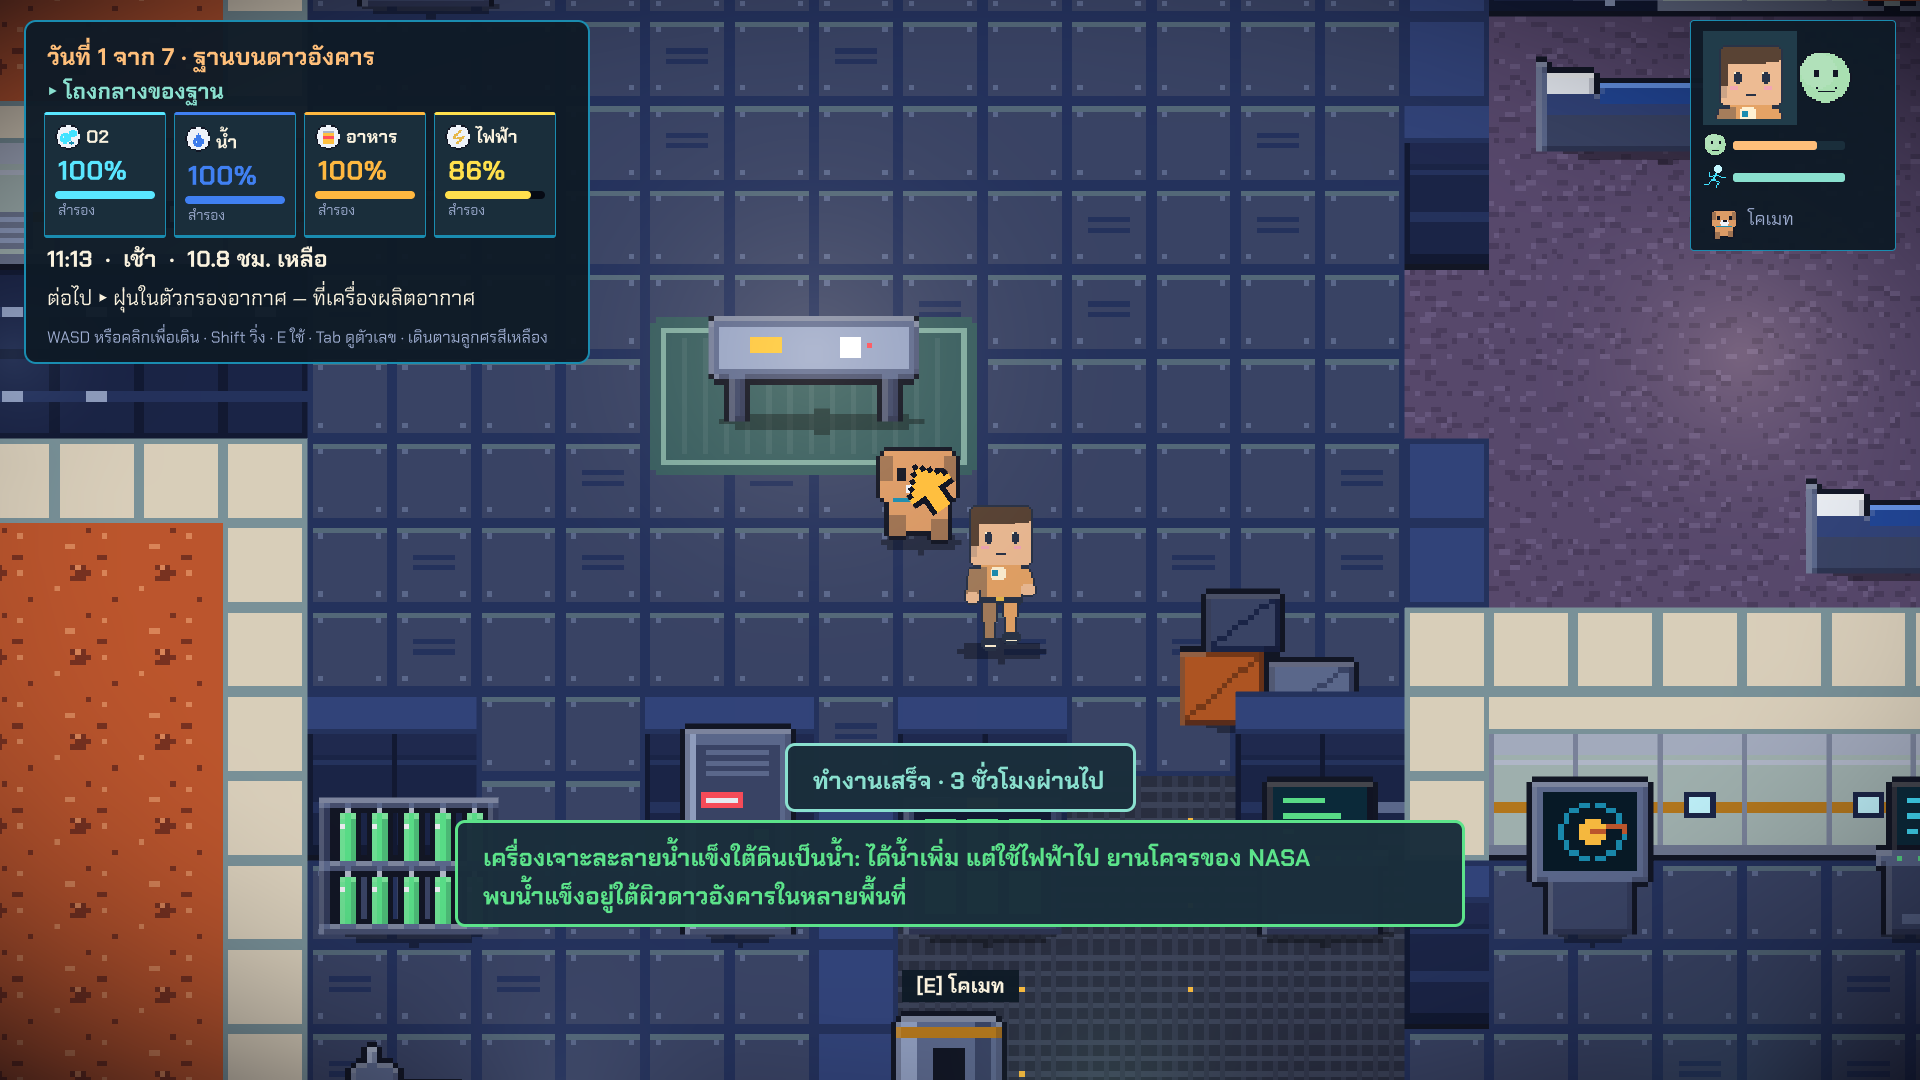 วันที่ 1 จาก 7 · ฐานบนดาวอังคาร
▸ โถงกลางของฐาน
O2
100%
สำรอง
น้ำ
100%
สำรอง
อาหาร
100%
สำรอง
ไฟฟ้า
86%
สำรอง
11:13 · เช้า · 10.8 ชม. เหลือ
ต่อไป ▸ ฝุ่นในตัวกรองอากาศ — ที่เครื่องผลิตอากาศ
WASD หรือคลิกเพื่อเดิน · Shift วิ่ง · E ใช้ · Tab ดูตัวเลข · เดินตามลูกศรสีเหลือง
โคเมท
ทำงานเสร็จ · 3 ชั่วโมงผ่านไป
เครื่องเจาะละลายน้ำแข็งใต้ดินเป็นน้ำ: ได้น้ำเพิ่ม แต่ใช้ไฟฟ้าไป ยานโคจรของ NASA
พบน้ำแข็งอยู่ใต้ผิวดาวอังคารในหลายพื้นที่
[E] โคเมท